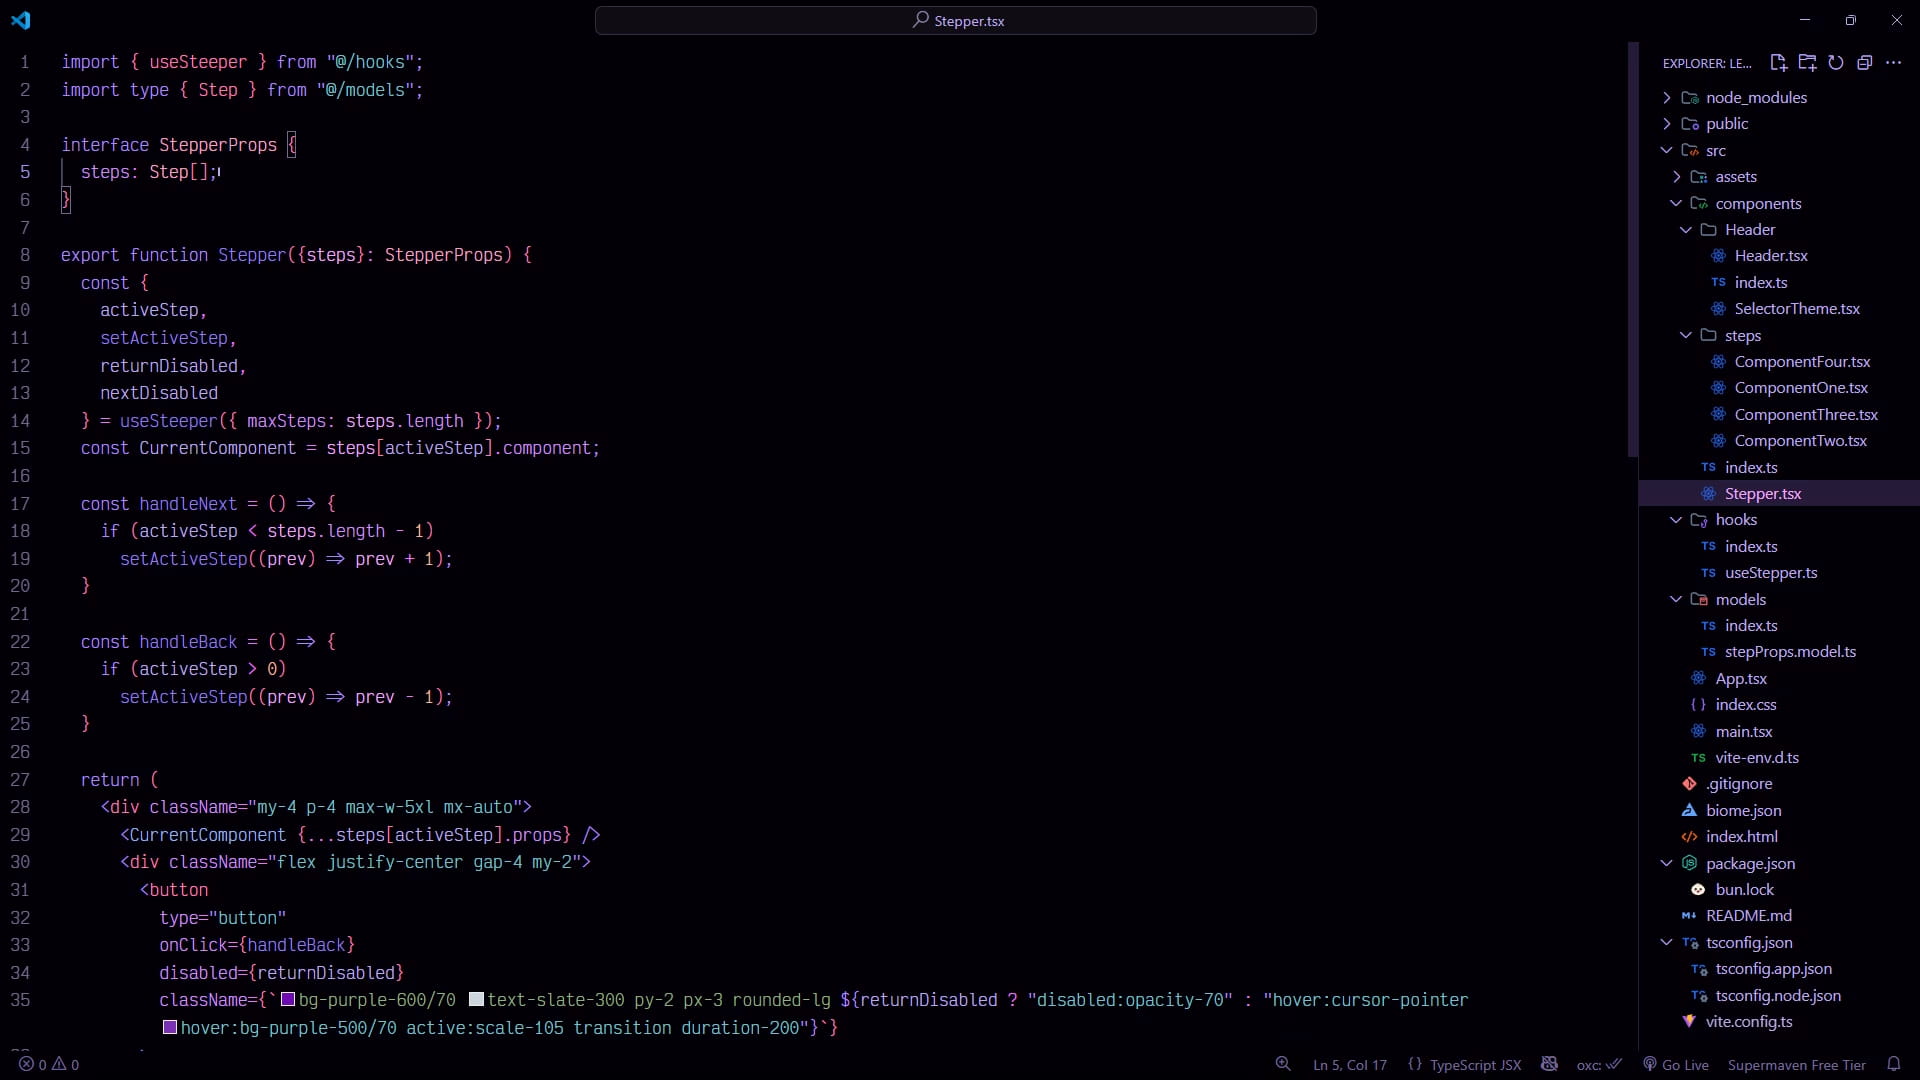 Stepper.tsx
1 import { useSteeper } from "@/hooks";
2 import type { Step } from "@/models";
3
4 interface StepperProps {
5 steps: Step[];
6 }
7
8 export function Stepper({steps}: StepperProps) {
9 const {
10 activeStep,
11 setActiveStep,
12 returnDisabled,
13 nextDisabled
14 } = useSteeper({ maxSteps: steps.length });
15 const CurrentComponent = steps[activeStep].component;
16
17 const handleNext = () => {
18 if (activeStep < steps.length - 1)
19 setActiveStep((prev) => prev + 1);
20 }
21
22 const handleBack = () => {
23 if (activeStep > 0)
24 setActiveStep((prev) => prev - 1);
25 }
26
27 return (
28 <div className="my-4 p-4 max-w-5xl mx-auto">
29 <CurrentComponent {...steps[activeStep].props} />
30 <div className="flex justify-center gap-4 my-2">
31 <button
32 type="button"
33 onClick={handleBack}
34 disabled={returnDisabled}
35 className={`bg-purple-600/70 text-slate-300 py-2 px-3 rounded-lg ${returnDisabled ? "disabled:opacity-70" : "hover:cursor-pointer
hover:bg-purple-500/70 active:scale-105 transition duration-200"}`}
EXPLORER: LE...
node_modules
public
src
assets
components
Header
Header.tsx
TS index.ts
SelectorTheme.tsx
steps
ComponentFour.tsx
ComponentOne.tsx
ComponentThree.tsx
ComponentTwo.tsx
TS index.ts
Stepper.tsx
hooks
TS index.ts
TS useStepper.ts
models
TS index.ts
TS stepProps.model.ts
App.tsx
{ } index.css
main.tsx
TS vite-env.d.ts
.gitignore
biome.json
index.html
package.json
bun.lock
README.md
tsconfig.json
tsconfig.app.json
tsconfig.node.json
vite.config.ts
0 0
Ln 5, Col 17
{} TypeScript JSX
oxc:
Go Live
Supermaven Free Tier